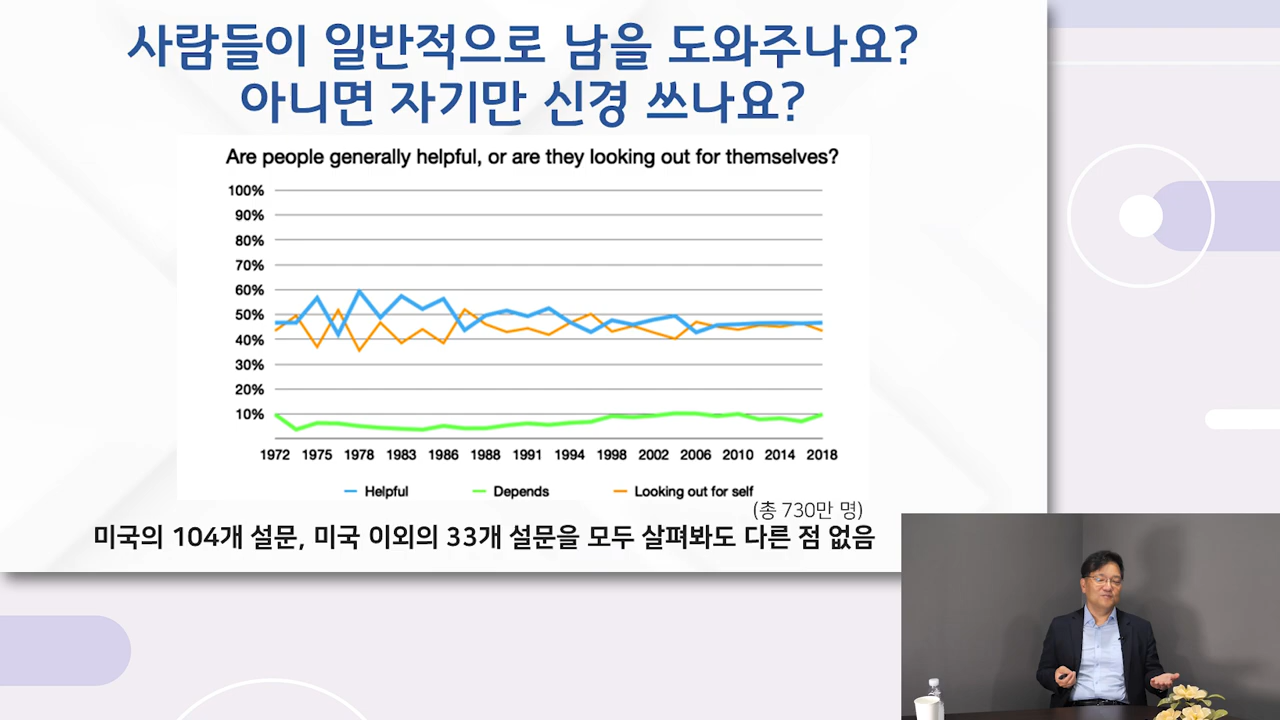 사람들이 일반적으로 남을 도와주나요?
아니면 자기만 신경 쓰나요?
Are people generally helpful, or are they looking out for themselves?
100%
90%
80%
70%
60%
50%
40%
30%
20%
10%
1972 1975 1978 1983 1986 1988 1991 1994 1998 2002 2006 2010 2014 2018
Helpful Depends Looking out for self
(총 730만 명)
미국의 104개 설문, 미국 이외의 33개 설문을 모두 살펴봐도 다른 점 없음